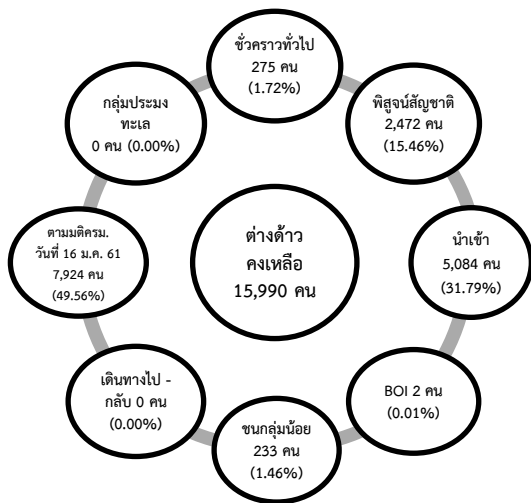 ชั่วคราวทั่วไป
275 คน
(1.72%)
พิสูจน์สัญชาติ
2,472 คน
(15.46%)
นำเข้า
5,084 คน
(31.79%)
BOI 2 คน
(0.01%)
ชนกลุ่มน้อย
233 คน
(1.46%)
เดินทางไป -
กลับ 0 คน
(0.00%)
ตามมติครม.
วันที่ 16 ม.ค. 61
7,924 คน
(49.56%)
กลุ่มประมง
ทะเล
0 คน (0.00%)
ต่างด้าว
คงเหลือ
15,990 คน